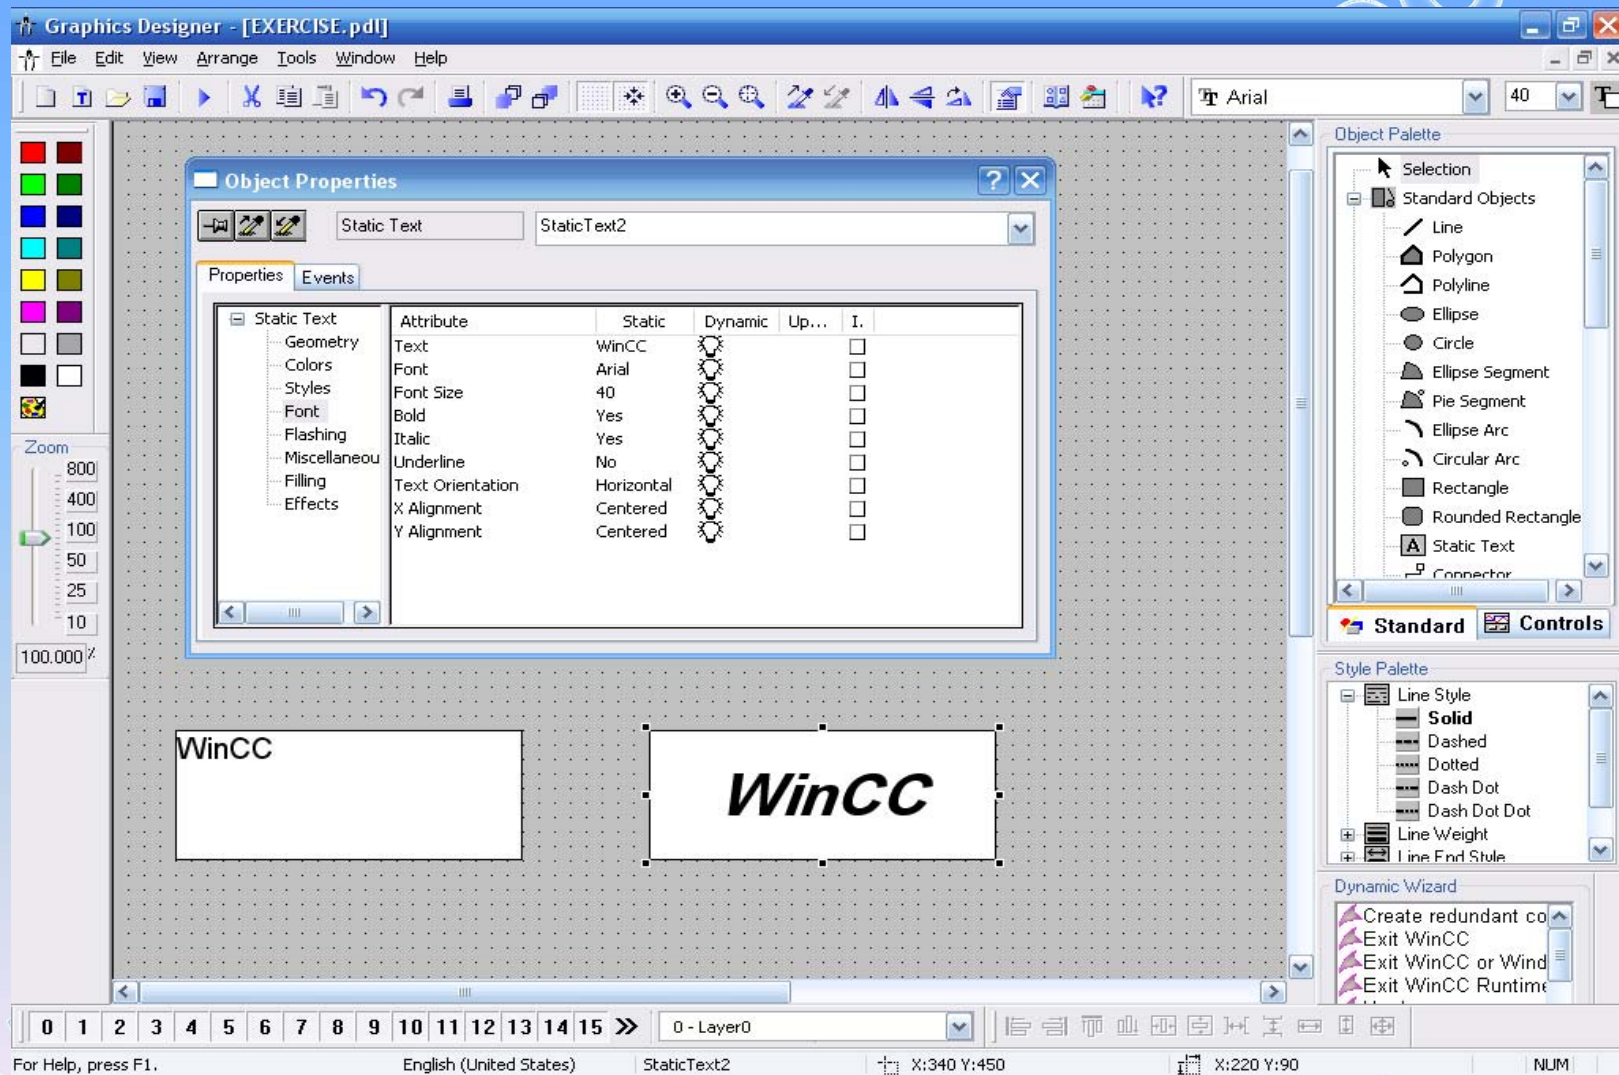 Graphics Designer - [EXERCISE.pdl]
File Edit View Arrange Tools Window Help
Arial 40
Object Properties
Static Text StaticText2
Properties Events
Static Text
Geometry
Colors
Styles
Font
Flashing
Miscellaneou
Filling
Effects
Attribute Static Dynamic Up... I.
Text WinCC
Font Arial
Font Size 40
Bold Yes
Italic Yes
Underline No
Text Orientation Horizontal
X Alignment Centered
Y Alignment Centered
Zoom
800
400
100
50
25
10
100.000 %
WinCC
WinCC
Object Palette
Selection
Standard Objects
Line
Polygon
Polyline
Ellipse
Circle
Ellipse Segment
Pie Segment
Ellipse Arc
Circular Arc
Rectangle
Rounded Rectangle
A Static Text
Connector
Standard Controls
Style Palette
Line Style
Solid
Dashed
Dotted
Dash Dot
Dash Dot Dot
Line Weight
Line End Style
Dynamic Wizard
Create redundant co
Exit WinCC
Exit WinCC or Wind
Exit WinCC Runtime
0 1 2 3 4 5 6 7 8 9 10 11 12 13 14 15 0 - Layer0
For Help, press F1. English (United States) StaticText2 X:340 Y:450 X:220 Y:90 NUM